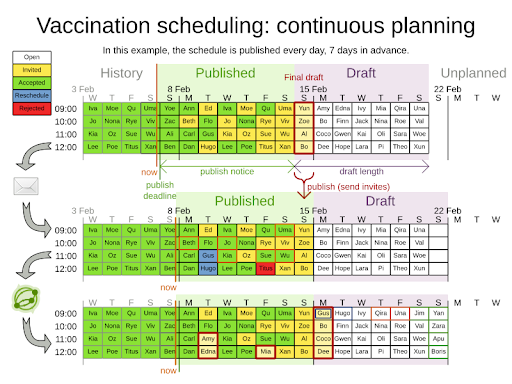 Vaccination scheduling: continuous planning
In this example, the schedule is published every day, 7 days in advance.
Open
Invited
Accepted
Reschedule
Rejected
History Published Draft Unplanned
Final draft
3 Feb 8 Feb 15 Feb 22 Feb
W T F S S M T W T F S S M T W T F S S M T W
09:00 Iva Moe Qu Uma Yoe Ann Ed Iva Moe Qu Uma Yun Amy Edna Ivy Mia Qira Una
10:00 Jo Nona Rye Viv Zac Beth Flo Jo Nona Rye Viv Zoe Bo Finn Jack Nina Roe Val
11:00 Kia Oz Sue Wu Ali Carl Gus Kia Oz Sue Wu Al Coco Gwen Kai Oli Sara Woe
12:00 Lee Poe Titus Xan Ben Dan Hugo Lee Poe Titus Xan Bo Dee Hope Lara Pi Theo Xun
now publish notice draft length
publish
deadline
publish (send invites)
Published Draft
3 Feb 8 Feb 15 Feb 22 Feb
W T F S S M T W T F S S M T W T F S S M T W
09:00 Iva Moe Qu Uma Yoe Ann Ed Iva Moe Qu Uma Yun Amy Edna Ivy Mia Qira Una
10:00 Jo Nona Rye Viv Zac Beth Flo Jo Nona Rye Viv Zoe Bo Finn Jack Nina Roe Val
11:00 Kia Oz Sue Wu Ali Carl Gus Kia Oz Sue Wu Al Coco Gwen Kai Oli Sara Woe
12:00 Lee Poe Titus Xan Ben Dan Hugo Lee Poe Titus Xan Bo Dee Hope Lara Pi Theo Xun
now
3 Feb 8 Feb 15 Feb 22 Feb
W T F S S M T W T F S S M T W T F S S M T W
09:00 Iva Moe Qu Uma Yoe Ann Ed Iva Moe Qu Uma Yun Gus Hugo Ivy Qira Una Jim Yan
10:00 Jo Nona Rye Viv Zac Beth Flo Jo Nona Rye Viv Zoe Bo Finn Jack Nina Roe Val Zara
11:00 Kia Oz Sue Wu Ali Carl Amy Kia Oz Sue Wu Al Coco Gwen Kai Oli Sara Woe Apu
12:00 Lee Poe Titus Xan Ben Dan Edna Lee Poe Mia Xan Bo Dee Hope Lara Pi Theo Xun Boris
now